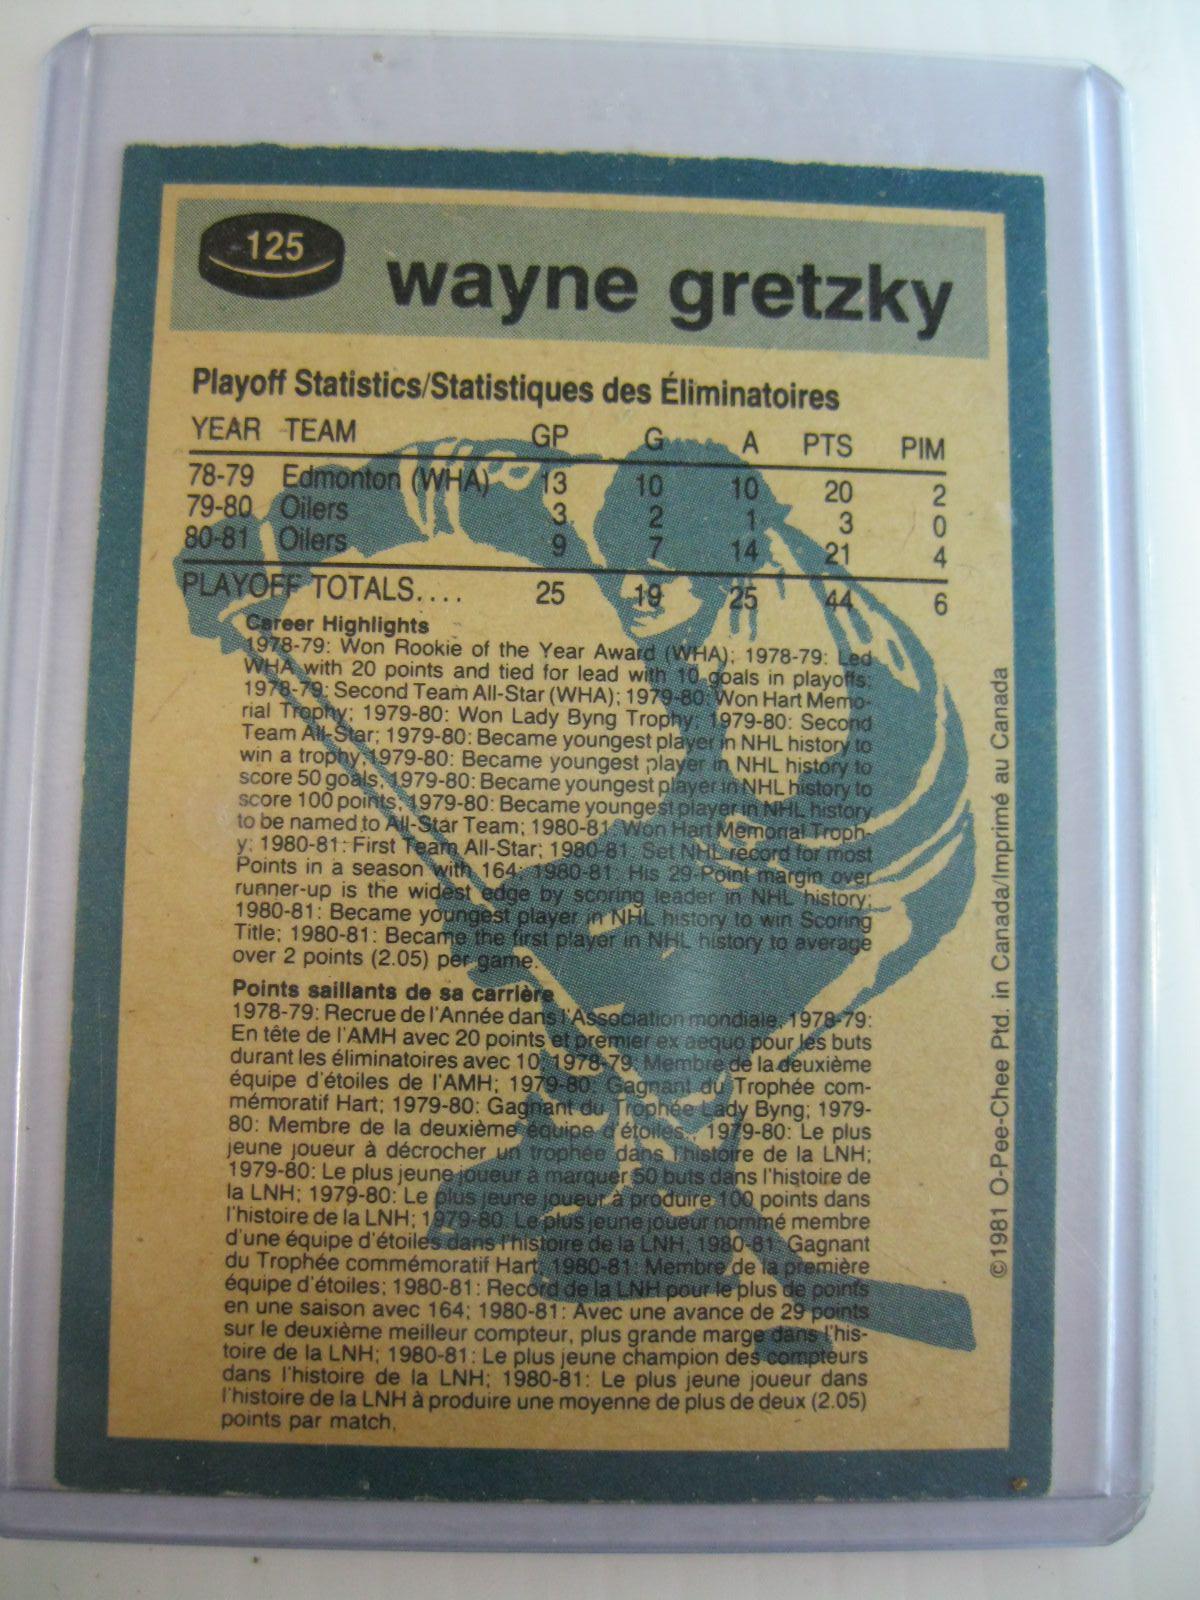 125
wayne gretzky
Playoff Statistics/Statistiques des Éliminatoires
YEAR TEAM GP G A PTS PIM
78-79 Edmonton (WHA) 13 10 10 20 2
79-80 Oilers 3 2 1 3 0
80-81 Oilers 9 7 14 21 4
PLAYOFF TOTALS.... 25 19 25 44 6
Career Highlights
1978-79: Won Rookie of the Year Award (WHA); 1978-79: Led
WHA with 20 points and tied for lead with 10 goals in playoffs;
1978-79: Second Team All-Star (WHA); 1979-80: Won Hart Memo-
rial Trophy; 1979-80: Won Lady Byng Trophy; 1979-80: Second
Team All-Star; 1979-80: Became youngest player in NHL history to
win a trophy; 1979-80: Became youngest player in NHL history to
score 50 goals; 1979-80: Became youngest player in NHL history to
score 100 points; 1979-80: Became youngest player in NHL history
to be named to All-Star Team; 1980-81: Won Hart Memorial Troph-
y; 1980-81: First Team All-Star; 1980-81: Set NHL record for most
Points in a season with 164; 1980-81: His 29-Point margin over
runner-up is the widest edge by scoring leader in NHL history;
1980-81: Became youngest player in NHL history to win Scoring
Title; 1980-81: Became the first player in NHL history to average
over 2 points (2.05) per game.
Points saillants de sa carrière
1978-79: Recrue de l'Année dans l'Association mondiale; 1978-79:
En tête de l'AMH avec 20 points et premier ex aequo pour les buts
durant les éliminatoires avec 10; 1978-79: Membre de la deuxième
équipe d'étoiles de l'AMH; 1979-80: Gagnant du Trophée com-
mémoratif Hart; 1979-80: Gagnant du Trophée Lady Byng; 1979-
80: Membre de la deuxième équipe d'étoiles.; 1979-80: Le plus
jeune joueur à décrocher un trophée dans l'histoire de la LNH;
1979-80: Le plus jeune joueur à marquer 50 buts dans l'histoire de
la LNH; 1979-80: Le plus jeune joueur à produire 100 points dans
l'histoire de la LNH; 1979-80: Le plus jeune joueur nommé membre
d'une équipe d'étoiles dans l'histoire de la LNH; 1980-81: Gagnant
du Trophée commémoratif Hart; 1980-81: Membre de la première
équipe d'étoiles; 1980-81: Record de la LNH pour le plus de points
en une saison avec 164; 1980-81: Avec une avance de 29 points
sur le deuxième meilleur compteur, plus grande marge dans l'his-
toire de la LNH; 1980-81: Le plus jeune champion des compteurs
dans l'histoire de la LNH; 1980-81: Le plus jeune joueur dans
l'histoire de la LNH à produire une moyenne de plus de deux (2.05)
points par match.
©1981 O-Pee-Chee Ptd. in Canada/Imprimé au Canada